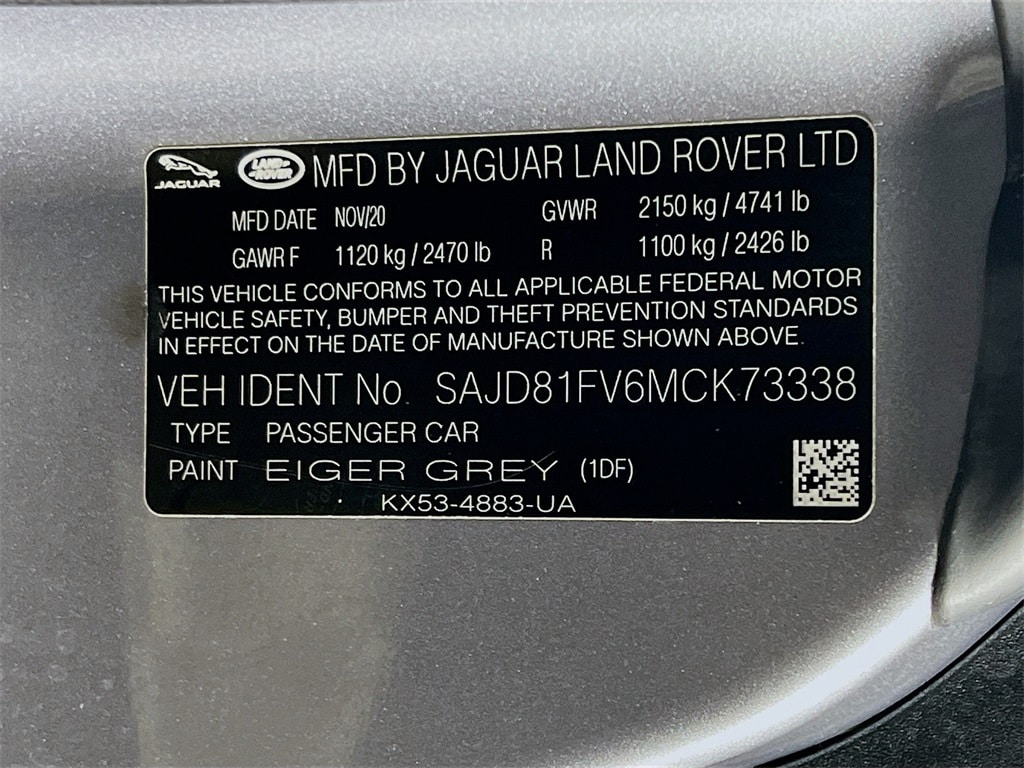 JAGUAR LAND ROVER MFD BY JAGUAR LAND ROVER LTD
MFD DATE NOV/20 GVWR 2150 kg / 4741 lb
GAWR F 1120 kg / 2470 lb R 1100 kg / 2426 lb
THIS VEHICLE CONFORMS TO ALL APPLICABLE FEDERAL MOTOR
VEHICLE SAFETY, BUMPER AND THEFT PREVENTION STANDARDS
IN EFFECT ON THE DATE OF MANUFACTURE SHOWN ABOVE.
VEH IDENT No. SAJD81FV6MCK73338
TYPE PASSENGER CAR
PAINT EIGER GREY (1DF)
KX53-4883-UA